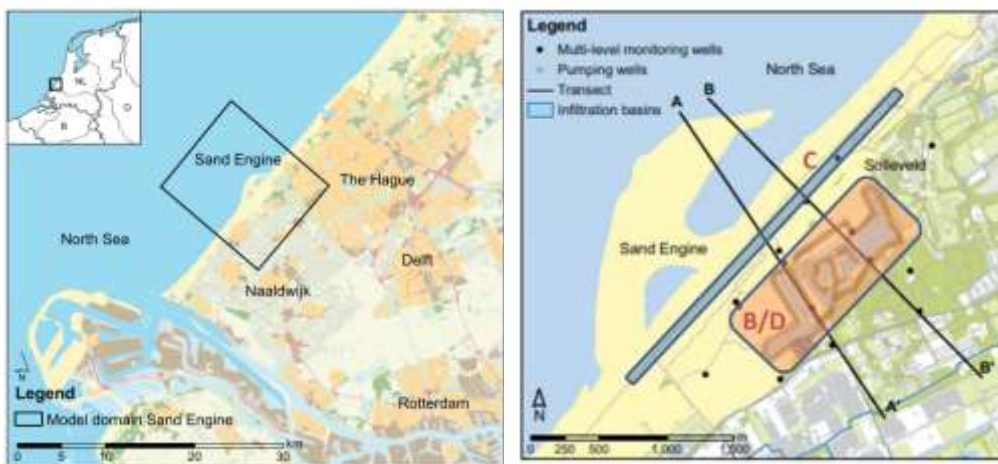 NL
B
D
Sand Engine
The Hague
North Sea
Delft
Naaldwijk
N
Legend
Model domain Sand Engine
Rotterdam
km
0 5 10 20 30
Legend
Multi-level monitoring wells
Pumping wells
Transect
Infiltration basins
North Sea
A
B
C
Solleveld
Sand Engine
B/D
B'
A'
N
m
0 250 500 1,000 1,500